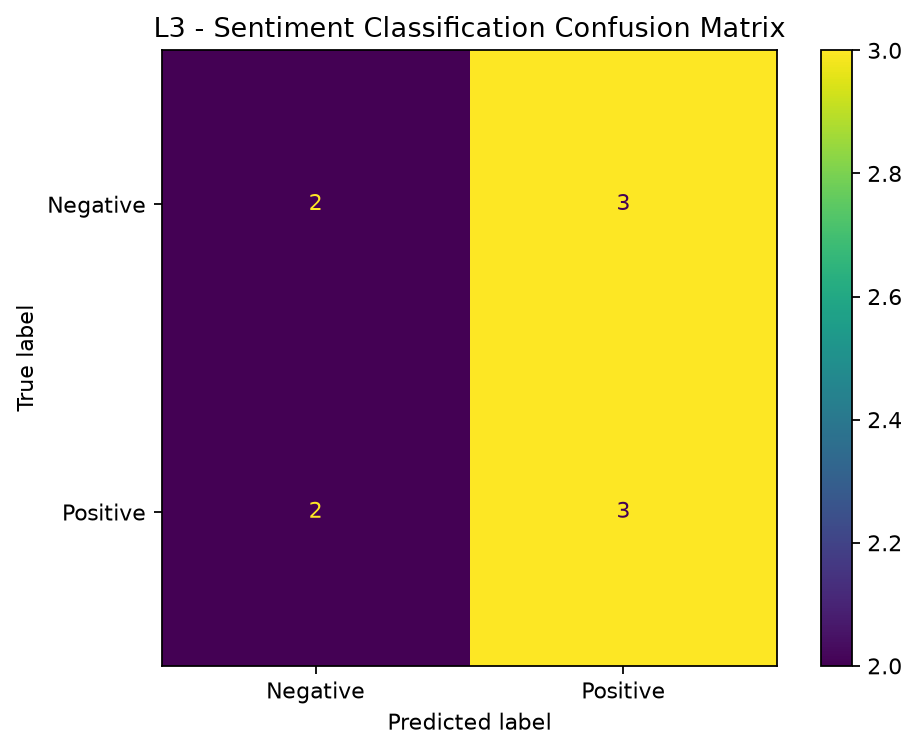 L3 - Sentiment Classification Confusion Matrix
3.0
2.8
2.6
2.4
2.2
2.0
True label
Negative
2
3
Positive
2
3
Negative
Positive
Predicted label